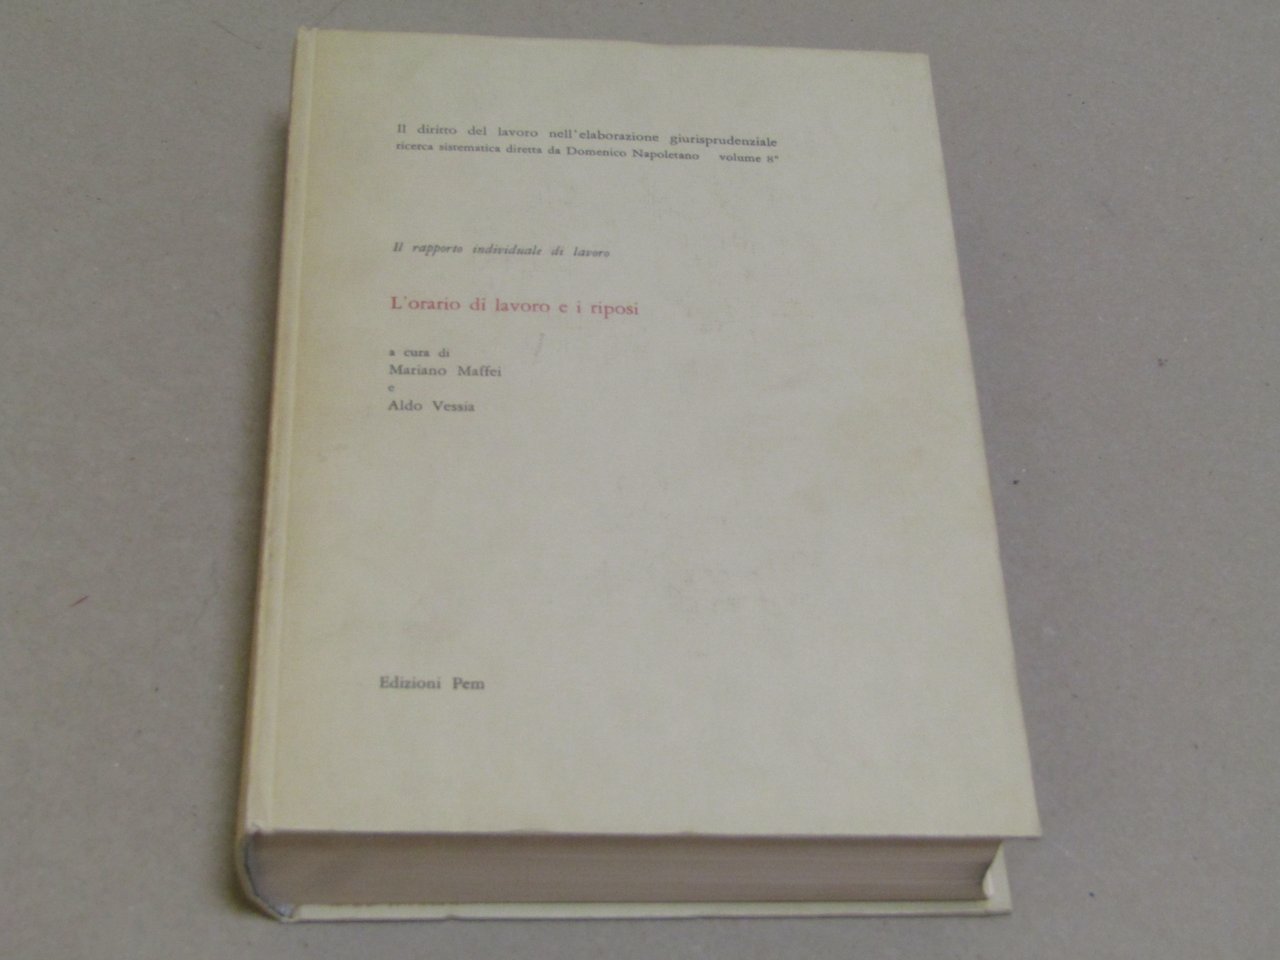 Il diritto del lavoro nell'elaborazione giurisprudenziale
ricerca sistematica diretta da Domenico Napoletano volume 8°
Il rapporto individuale di lavoro
L'orario di lavoro e i riposi
a cura di
Mariano Maffei
e
Aldo Vessia
Edizioni Pem